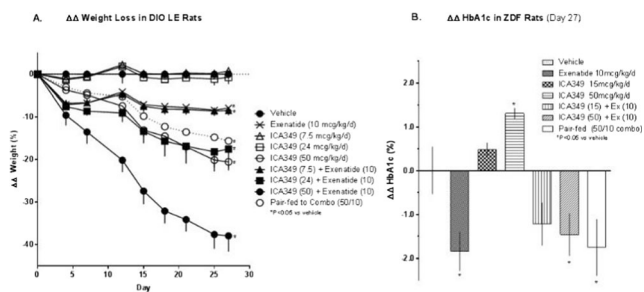 A. ΔΔ Weight Loss in DIO LE Rats
ΔΔ Weight (%)
0
-10
-20
-30
-40
0 5 10 15 20 25 30
Day
Vehicle
Exenatide (10 mcg/kg/d)
ICA349 (7.5 mcg/kg/d)
ICA349 (24 mcg/kg/d)
ICA349 (50 mcg/kg/d)
ICA349 (7.5) + Exenatide (10)
ICA349 (24) + Exenatide (10)
ICA349 (50) + Exenatide (10)
Pair-fed to Combo (50/10)
*P<0.05 vs vehicle
B. ΔΔ HbA1c in ZDF Rats (Day 27)
ΔΔ HbA1c (%)
2.0
1.0
0.0
-1.0
-2.0
*
*
*
*
Vehicle
Exenatide 10mcg/kg/d
ICA349 15mcg/kg/d
ICA349 50mcg/kg/d
ICA349 (15) + Ex (10)
ICA349 (50) + Ex (10)
Pair-fed (50/10 combo)
*P<0.05 vs vehicle